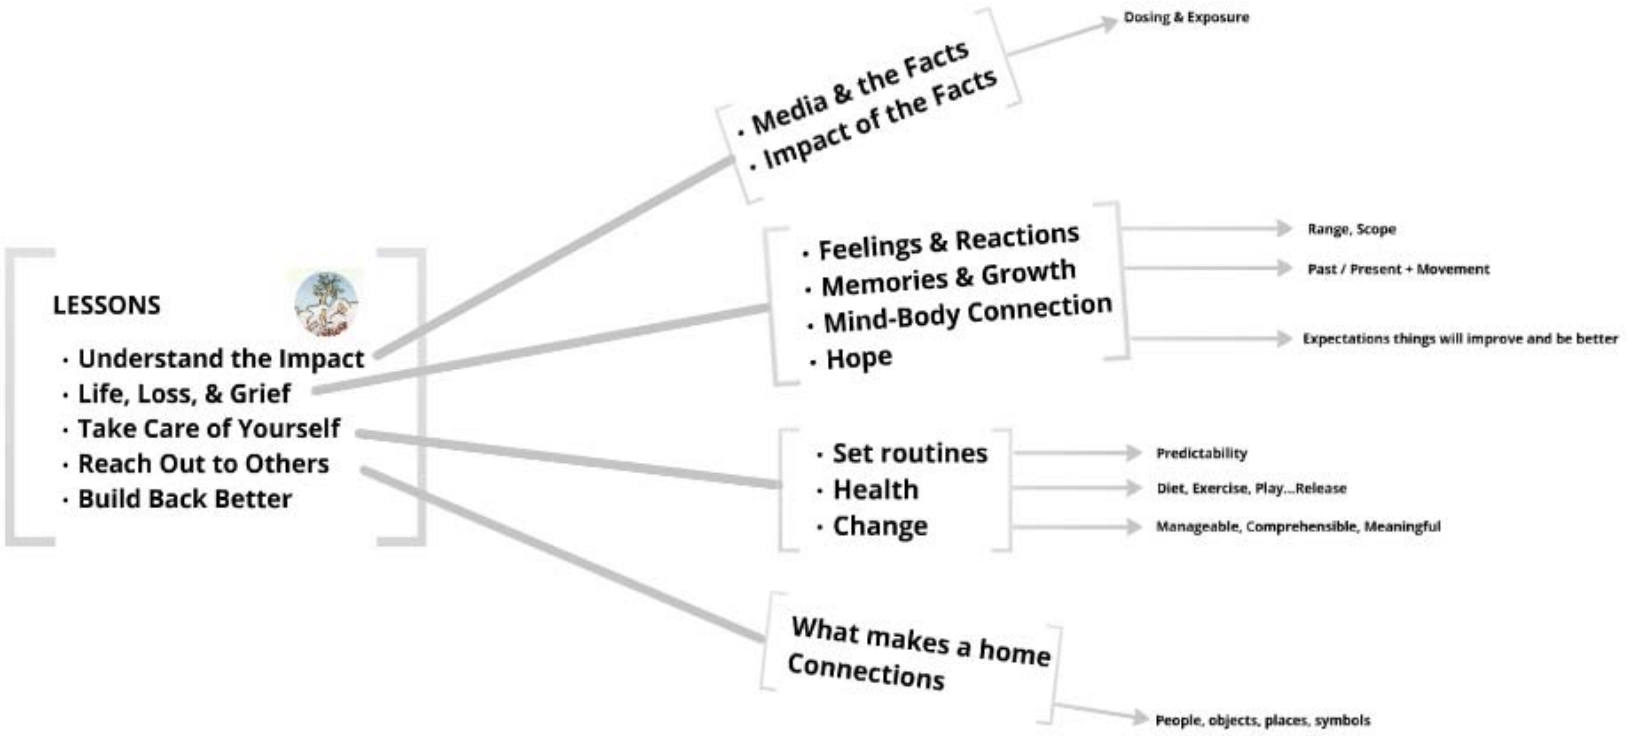 LESSONS
· Understand the Impact
· Life, Loss, & Grief
· Take Care of Yourself
· Reach Out to Others
· Build Back Better
· Media & the Facts
· Impact of the Facts
Dosing & Exposure
· Feelings & Reactions
· Memories & Growth
· Mind-Body Connection
· Hope
Range, Scope
Past / Present + Movement
Expectations things will improve and be better
· Set routines
· Health
· Change
Predictability
Diet, Exercise, Play...Release
Manageable, Comprehensible, Meaningful
What makes a home
Connections
People, objects, places, symbols